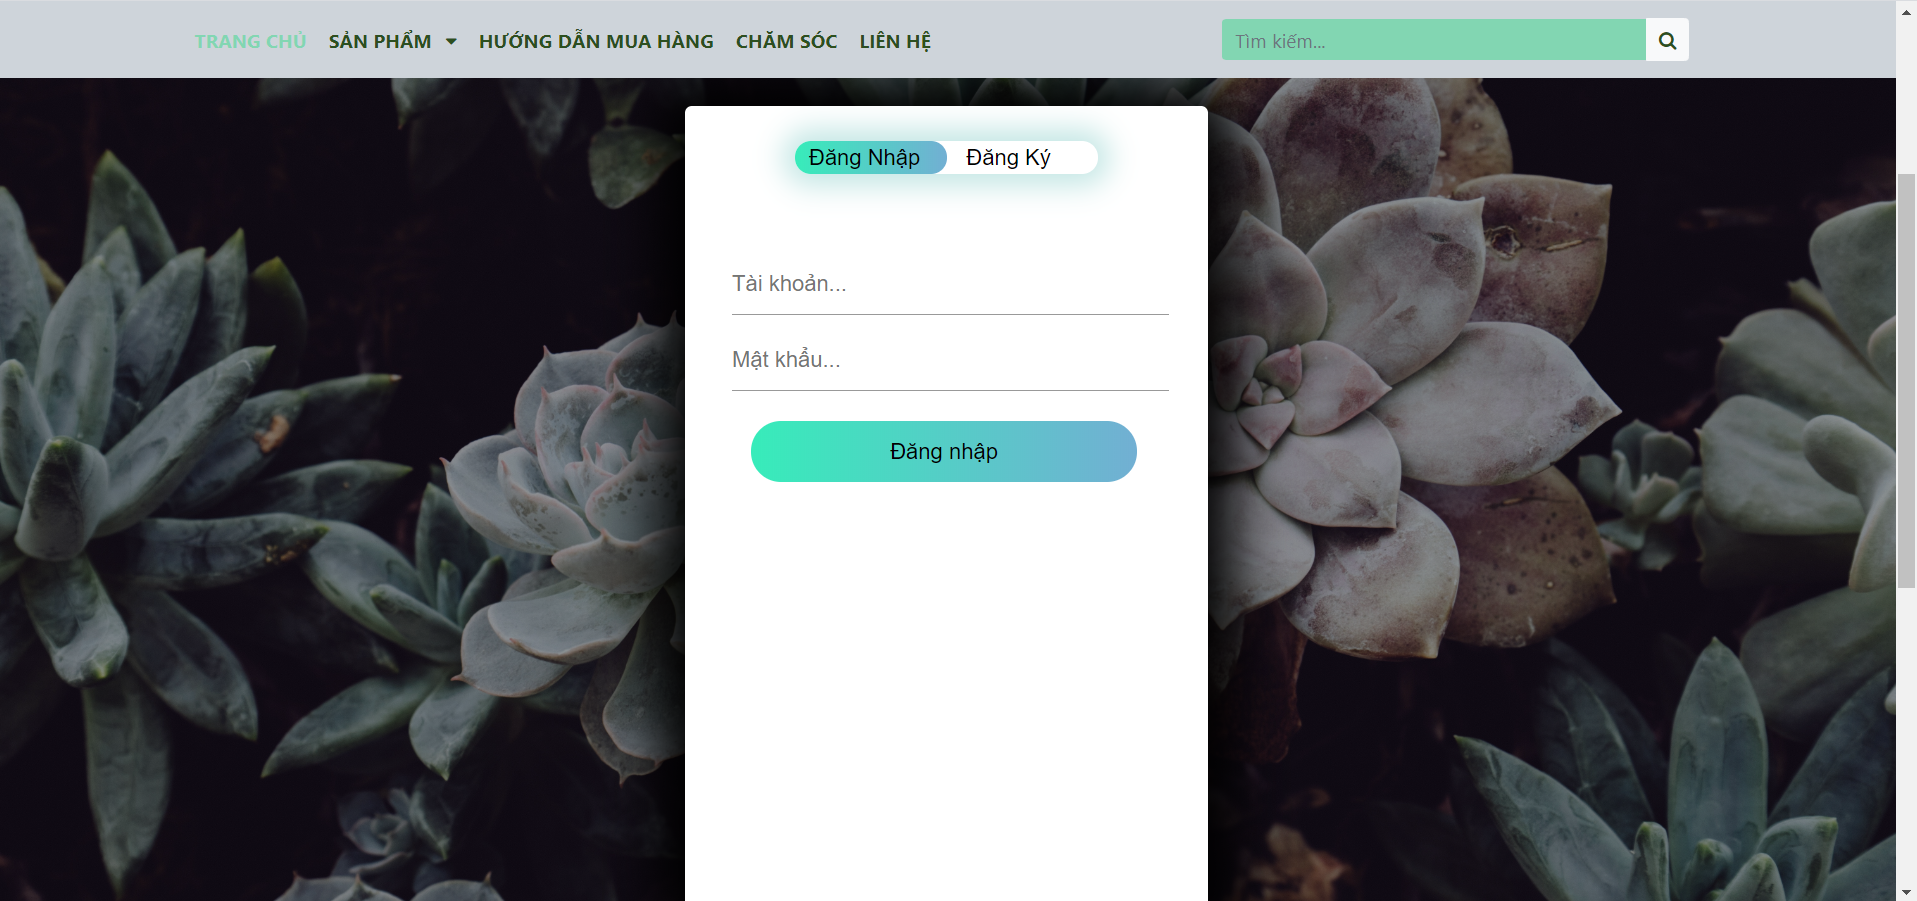 TRANG CHỦ SẢN PHẨM HƯỚNG DẪN MUA HÀNG CHĂM SÓC LIÊN HỆ Tìm kiếm...
Đăng Nhập Đăng Ký
Tài khoản...
Mật khẩu...
Đăng nhập